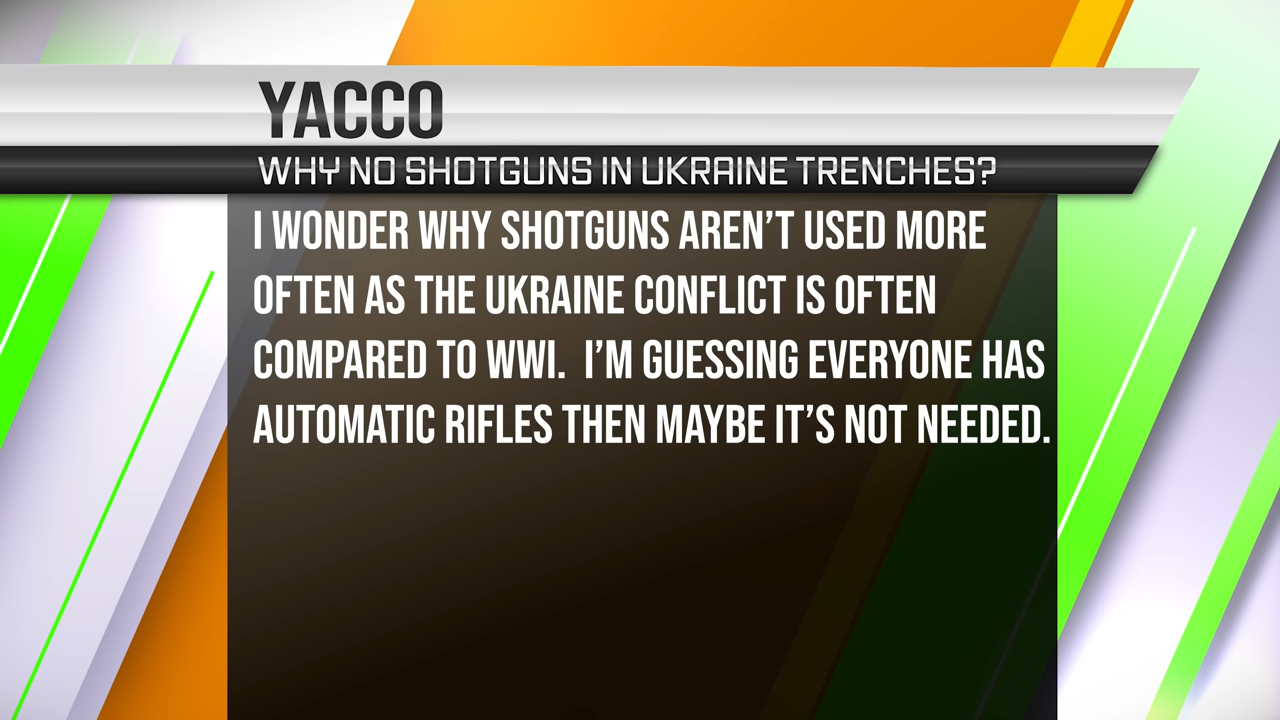 YACCO
WHY NO SHOTGUNS IN UKRAINE TRENCHES?
I WONDER WHY SHOTGUNS AREN’T USED MORE
OFTEN AS THE UKRAINE CONFLICT IS OFTEN
COMPARED TO WWI.  I’M GUESSING EVERYONE HAS
AUTOMATIC RIFLES THEN MAYBE IT’S NOT NEEDED.